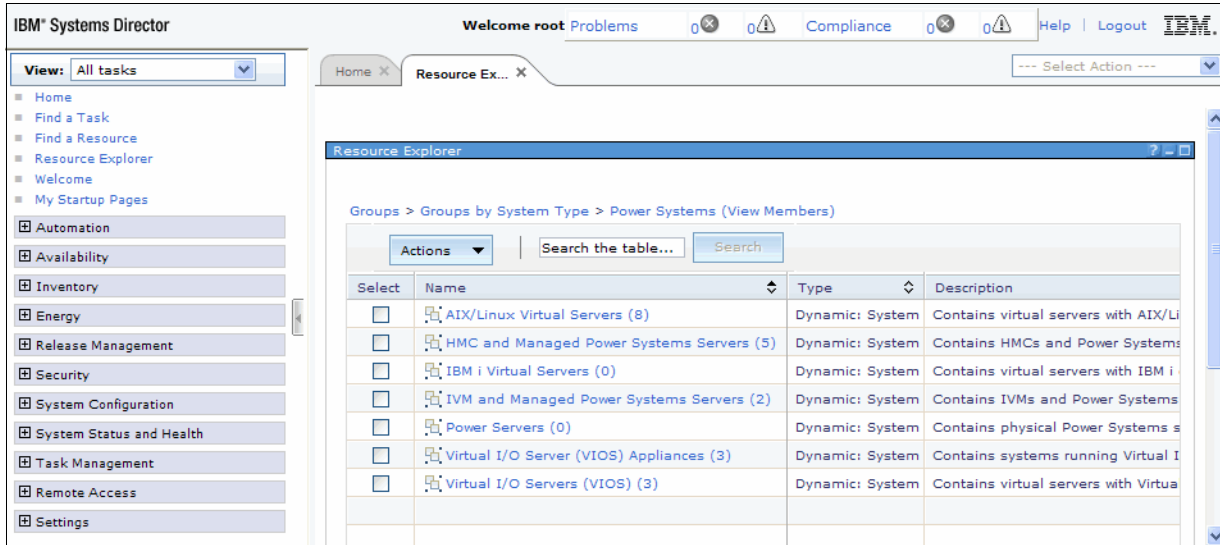 IBM® Systems Director
Welcome root Problems 0 0 Compliance 0 0 Help | Logout IBM.
View: All tasks
Home
Find a Task
Find a Resource
Resource Explorer
Welcome
My Startup Pages
Automation
Availability
Inventory
Energy
Release Management
Security
System Configuration
System Status and Health
Task Management
Remote Access
Settings
Home X Resource Ex... X
--- Select Action ---
Resource Explorer ?
Groups > Groups by System Type > Power Systems (View Members)
Actions | Search the table... Search
Select Name Type Description
AIX/Linux Virtual Servers (8) Dynamic: System Contains virtual servers with AIX/Li
HMC and Managed Power Systems Servers (5) Dynamic: System Contains HMCs and Power Systems
IBM i Virtual Servers (0) Dynamic: System Contains virtual servers with IBM i
IVM and Managed Power Systems Servers (2) Dynamic: System Contains IVMs and Power Systems
Power Servers (0) Dynamic: System Contains physical Power Systems s
Virtual I/O Server (VIOS) Appliances (3) Dynamic: System Contains systems running Virtual I
Virtual I/O Servers (VIOS) (3) Dynamic: System Contains virtual servers with Virtua